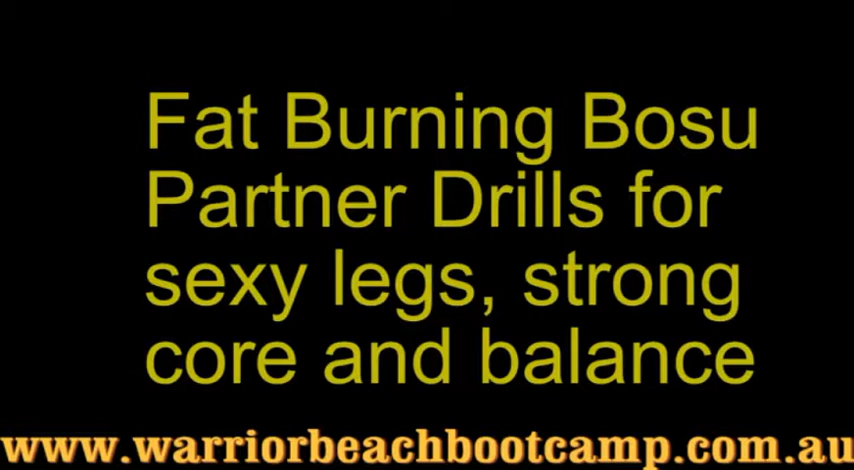 Fat Burning Bosu
Partner Drills for
sexy legs, strong
core and balance
www.warriorbeachbootcamp.com.au